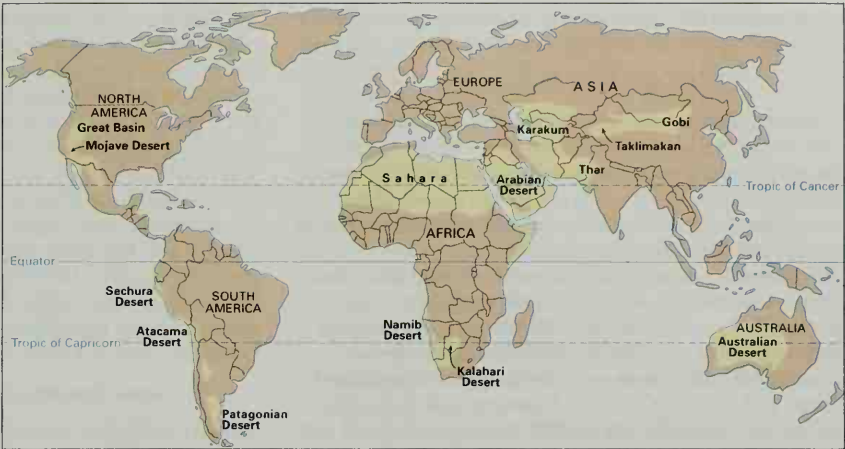 NORTH
AMERICA
Great Basin
Mojave Desert
EUROPE
ASIA
Karakum
Gobi
Taklimakan
Thar
Sahara
Arabian
Desert
Tropic of Cancer
AFRICA
Equator
Sechura
Desert
SOUTH
AMERICA
Atacama
Desert
Namib
Desert
AUSTRALIA
Australian
Desert
Tropic of Capricorn
Kalahari
Desert
Patagonian
Desert